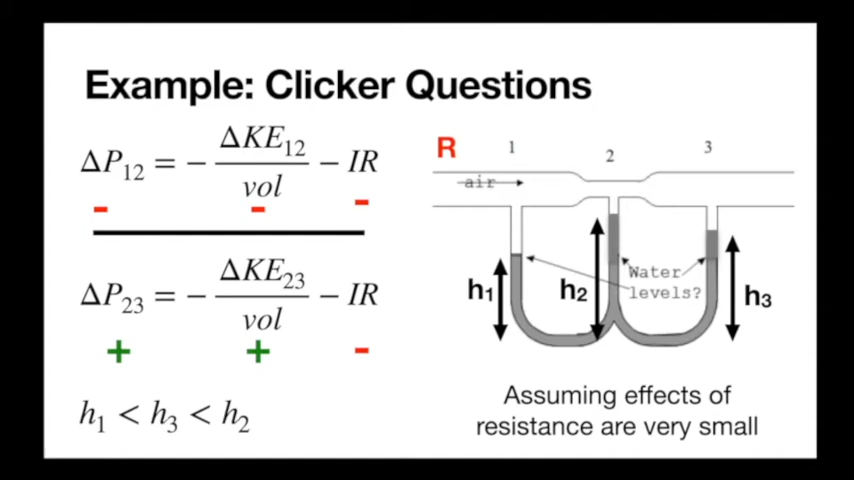 Example: Clicker Questions
ΔP₁₂ = − ΔKE₁₂/vol − IR
- - -
ΔP₂₃ = − ΔKE₂₃/vol − IR
+ + -
h₁ < h₃ < h₂
R 1 2 3
air
Water
levels?
h₁ h₂ h₃
Assuming effects of
resistance are very small